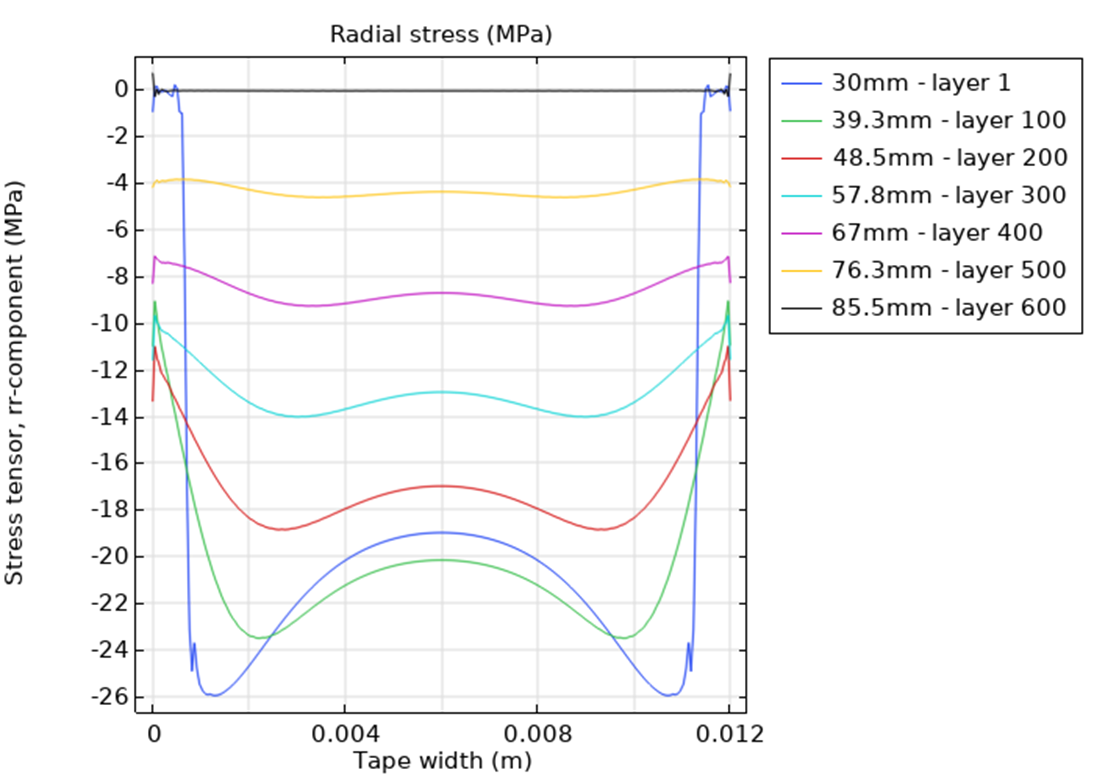 Radial stress (MPa)
Stress tensor, rr-component (MPa)
0
-2
-4
-6
-8
-10
-12
-14
-16
-18
-20
-22
-24
-26
0
0.004
0.008
0.012
Tape width (m)
30mm - layer 1
39.3mm - layer 100
48.5mm - layer 200
57.8mm - layer 300
67mm - layer 400
76.3mm - layer 500
85.5mm - layer 600